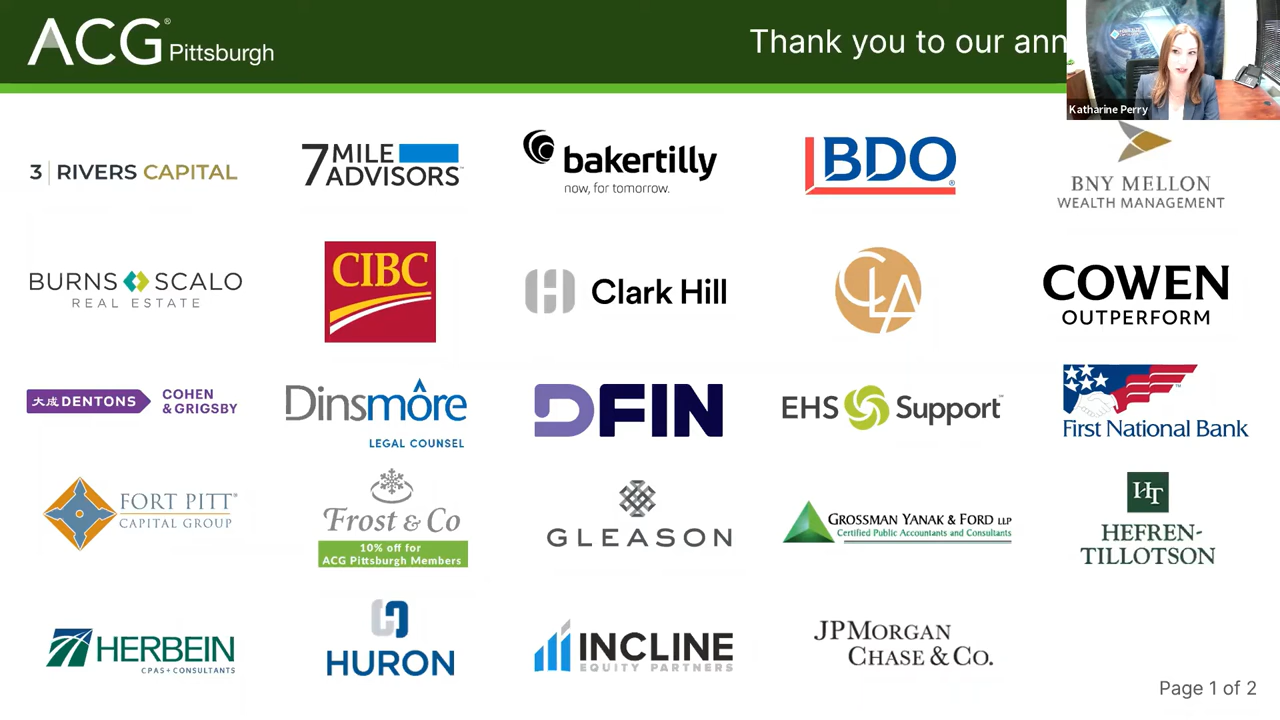 ACG® Pittsburgh
Thank you to our ann
Katharine Perry
3 | RIVERS CAPITAL
7 MILE
ADVISORS
bakertilly
now, for tomorrow.
BDO®
BNY MELLON
WEALTH MANAGEMENT
BURNS SCALO
REAL ESTATE
CIBC
Clark Hill
CLA
COWEN
OUTPERFORM
大成 DENTONS
COHEN
& GRIGSBY
Dinsmore
LEGAL COUNSEL
DFIN
EHS Support™
First National Bank
FORT PITT®
CAPITAL GROUP
Frost & Co
10% off for
ACG Pittsburgh Members
GLEASON
GROSSMAN YANAK & FORD LLP
Certified Public Accountants and Consultants
HT
HEFREN-
TILLOTSON
HERBEIN
CPAS + CONSULTANTS
HURON
INCLINE
EQUITY PARTNERS
JPMORGAN
CHASE & CO.
Page 1 of 2